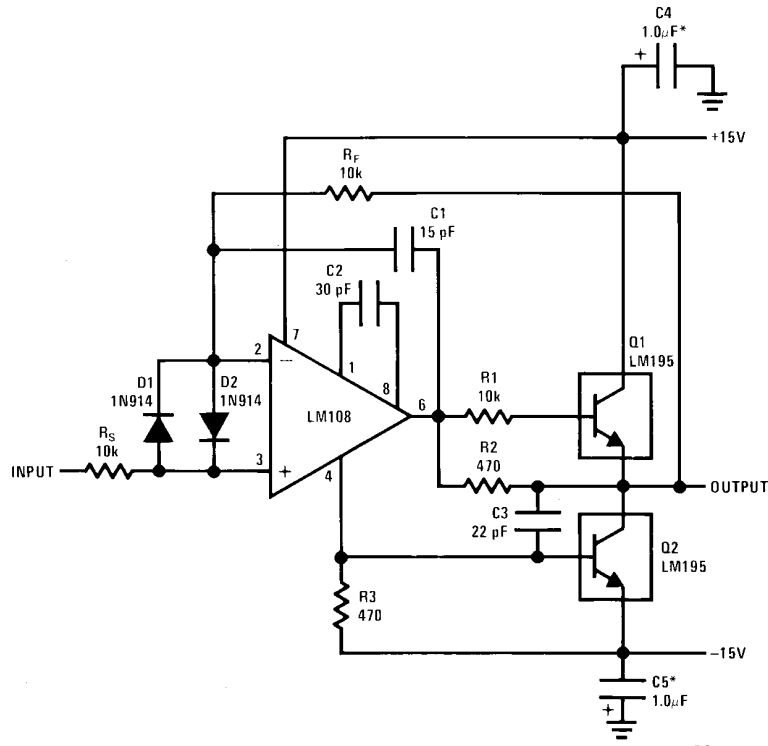 C4
1.0μF*
+
+15V
RF
10k
C1
15 pF
C2
30 pF
7
Q1
LM195
2
−
1
D1
1N914
D2
1N914
8
R1
10k
LM108
6
RS
10k
R2
470
INPUT
3
+
4
OUTPUT
C3
22 pF
Q2
LM195
R3
470
−15V
C5*
1.0μF
+